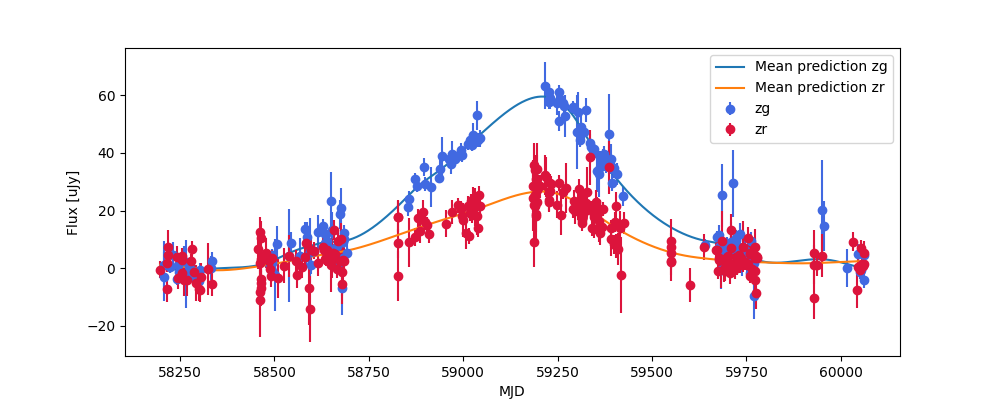 Flux [uJy]
60
40
20
0
−20
58250
58500
58750
59000
59250
59500
59750
60000
MJD
Mean prediction zg
Mean prediction zr
zg
zr